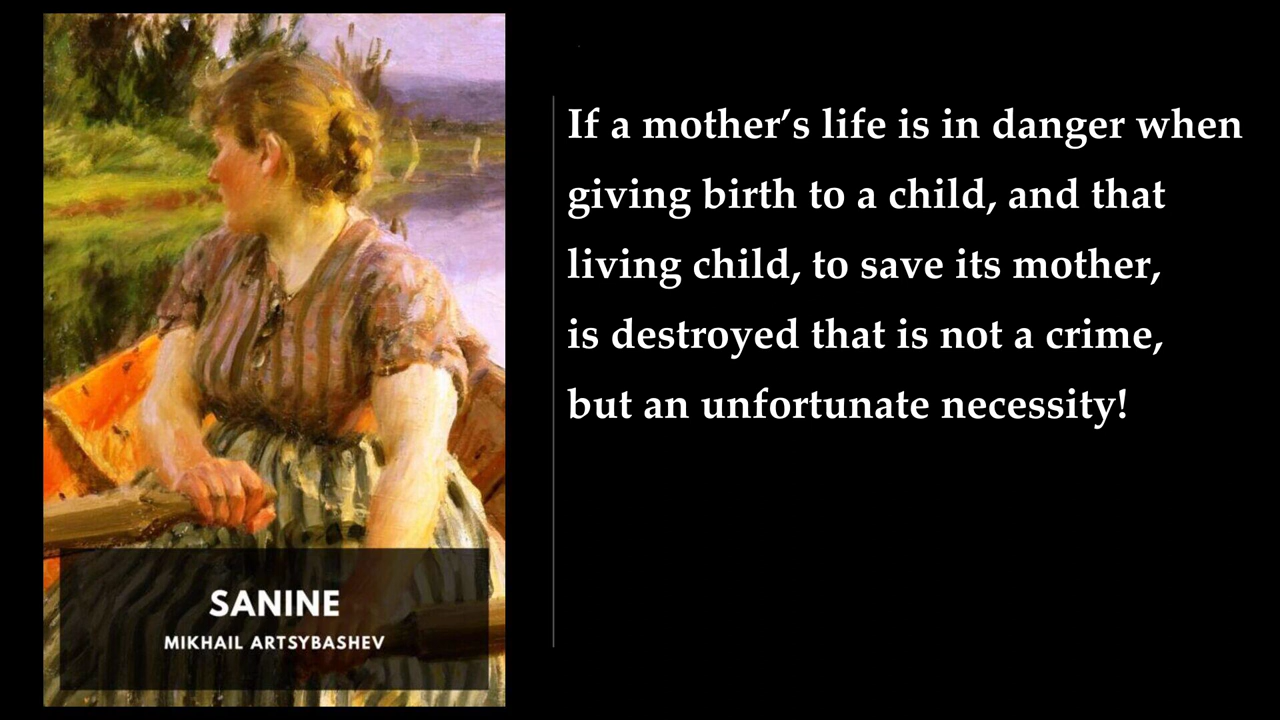 SANINE
MIKHAIL ARTSYBASHEV
If a mother’s life is in danger when
giving birth to a child, and that
living child, to save its mother,
is destroyed that is not a crime,
but an unfortunate necessity!